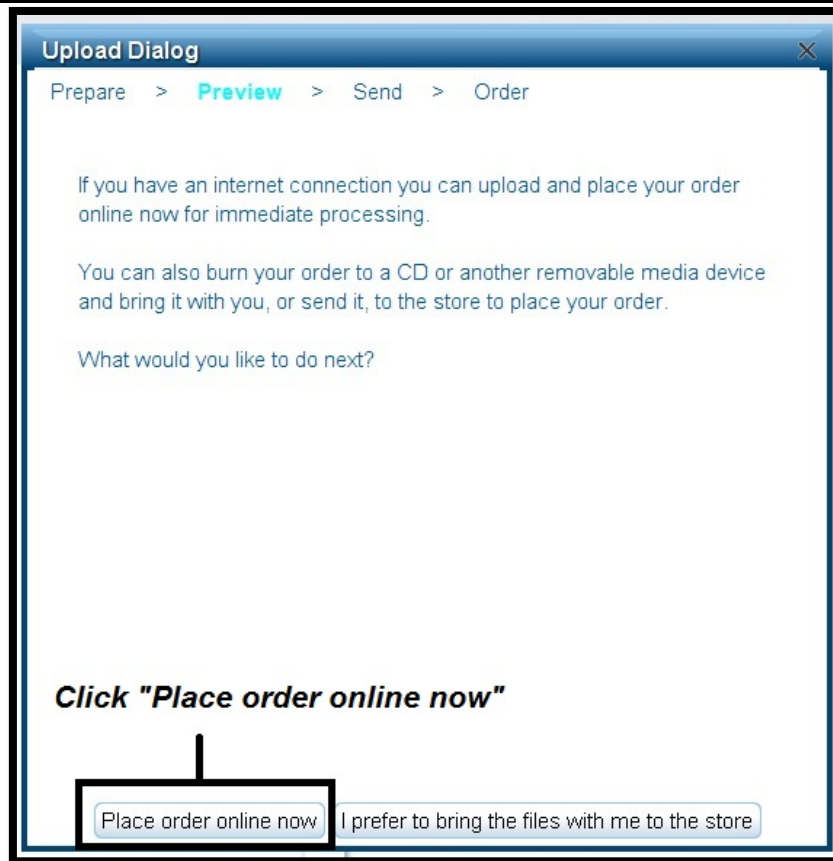 Upload Dialog
Prepare > Preview > Send > Order
If you have an internet connection you can upload and place your order
online now for immediate processing.
You can also burn your order to a CD or another removable media device
and bring it with you, or send it, to the store to place your order.
What would you like to do next?
Click "Place order online now"
Place order online now I prefer to bring the files with me to the store